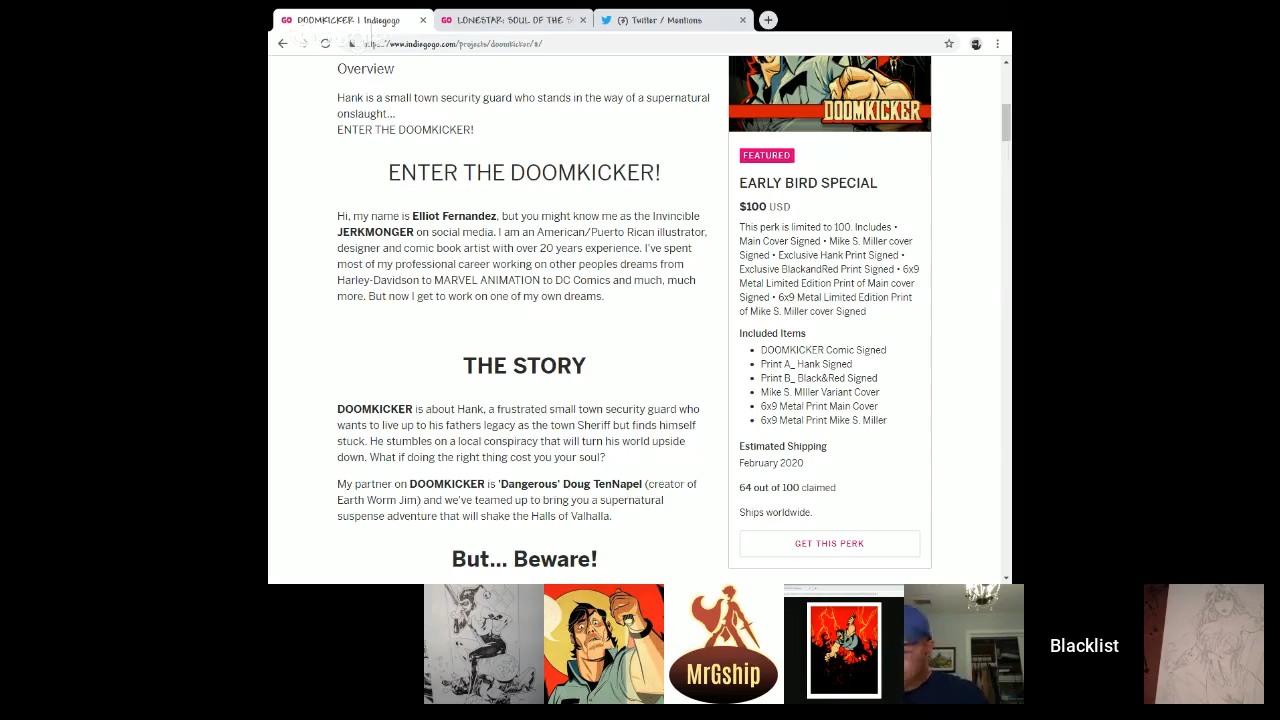 DOOMKICKER | Indiegogo
LONESTAR: SOUL OF THE S
(7) Twitter / Mentions
https://www.indiegogo.com/projects/doomkicker/#/
Overview
Hank is a small town security guard who stands in the way of a supernatural
onslaught...
ENTER THE DOOMKICKER!
ENTER THE DOOMKICKER!
Hi, my name is Elliot Fernandez, but you might know me as the Invincible
JERKMONGER on social media. I am an American/Puerto Rican illustrator,
designer and comic book artist with over 20 years experience. I've spent
most of my professional career working on other peoples dreams from
Harley-Davidson to MARVEL ANIMATION to DC Comics and much, much
more. But now I get to work on one of my own dreams.
THE STORY
DOOMKICKER is about Hank, a frustrated small town security guard who
wants to live up to his fathers legacy as the town Sheriff but finds himself
stuck. He stumbles on a local conspiracy that will turn his world upside
down. What if doing the right thing cost you your soul?
My partner on DOOMKICKER is 'Dangerous' Doug TenNapel (creator of
Earth Worm Jim) and we've teamed up to bring you a supernatural
suspense adventure that will shake the Halls of Valhalla.
But... Beware!
DOOMKICKER
FEATURED
EARLY BIRD SPECIAL
$100 USD
This perk is limited to 100. Includes •
Main Cover Signed • Mike S. Miller cover
Signed • Exclusive Hank Print Signed •
Exclusive BlackandRed Print Signed • 6x9
Metal Limited Edition Print of Main cover
Signed • 6x9 Metal Limited Edition Print
of Mike S. Miller cover Signed
Included Items
• DOOMKICKER Comic Signed
• Print A_ Hank Signed
• Print B_ Black&Red Signed
• Mike S. MIller Variant Cover
• 6x9 Metal Print Main Cover
• 6x9 Metal Print Mike S. Miller
Estimated Shipping
February 2020
64 out of 100 claimed
Ships worldwide.
GET THIS PERK
MrGship
Blacklist